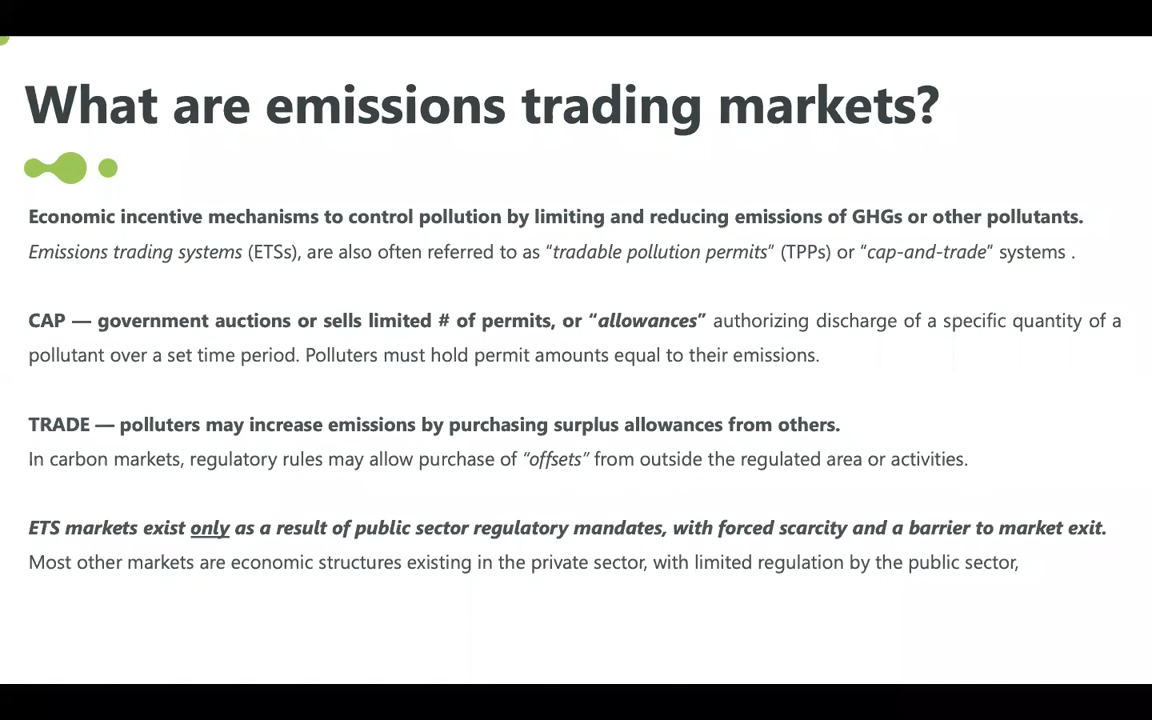 What are emissions trading markets?
Economic incentive mechanisms to control pollution by limiting and reducing emissions of GHGs or other pollutants.
Emissions trading systems (ETSs), are also often referred to as “tradable pollution permits” (TPPs) or “cap-and-trade” systems .
CAP — government auctions or sells limited # of permits, or “allowances” authorizing discharge of a specific quantity of a
pollutant over a set time period. Polluters must hold permit amounts equal to their emissions.
TRADE — polluters may increase emissions by purchasing surplus allowances from others.
In carbon markets, regulatory rules may allow purchase of “offsets” from outside the regulated area or activities.
ETS markets exist only as a result of public sector regulatory mandates, with forced scarcity and a barrier to market exit.
Most other markets are economic structures existing in the private sector, with limited regulation by the public sector,